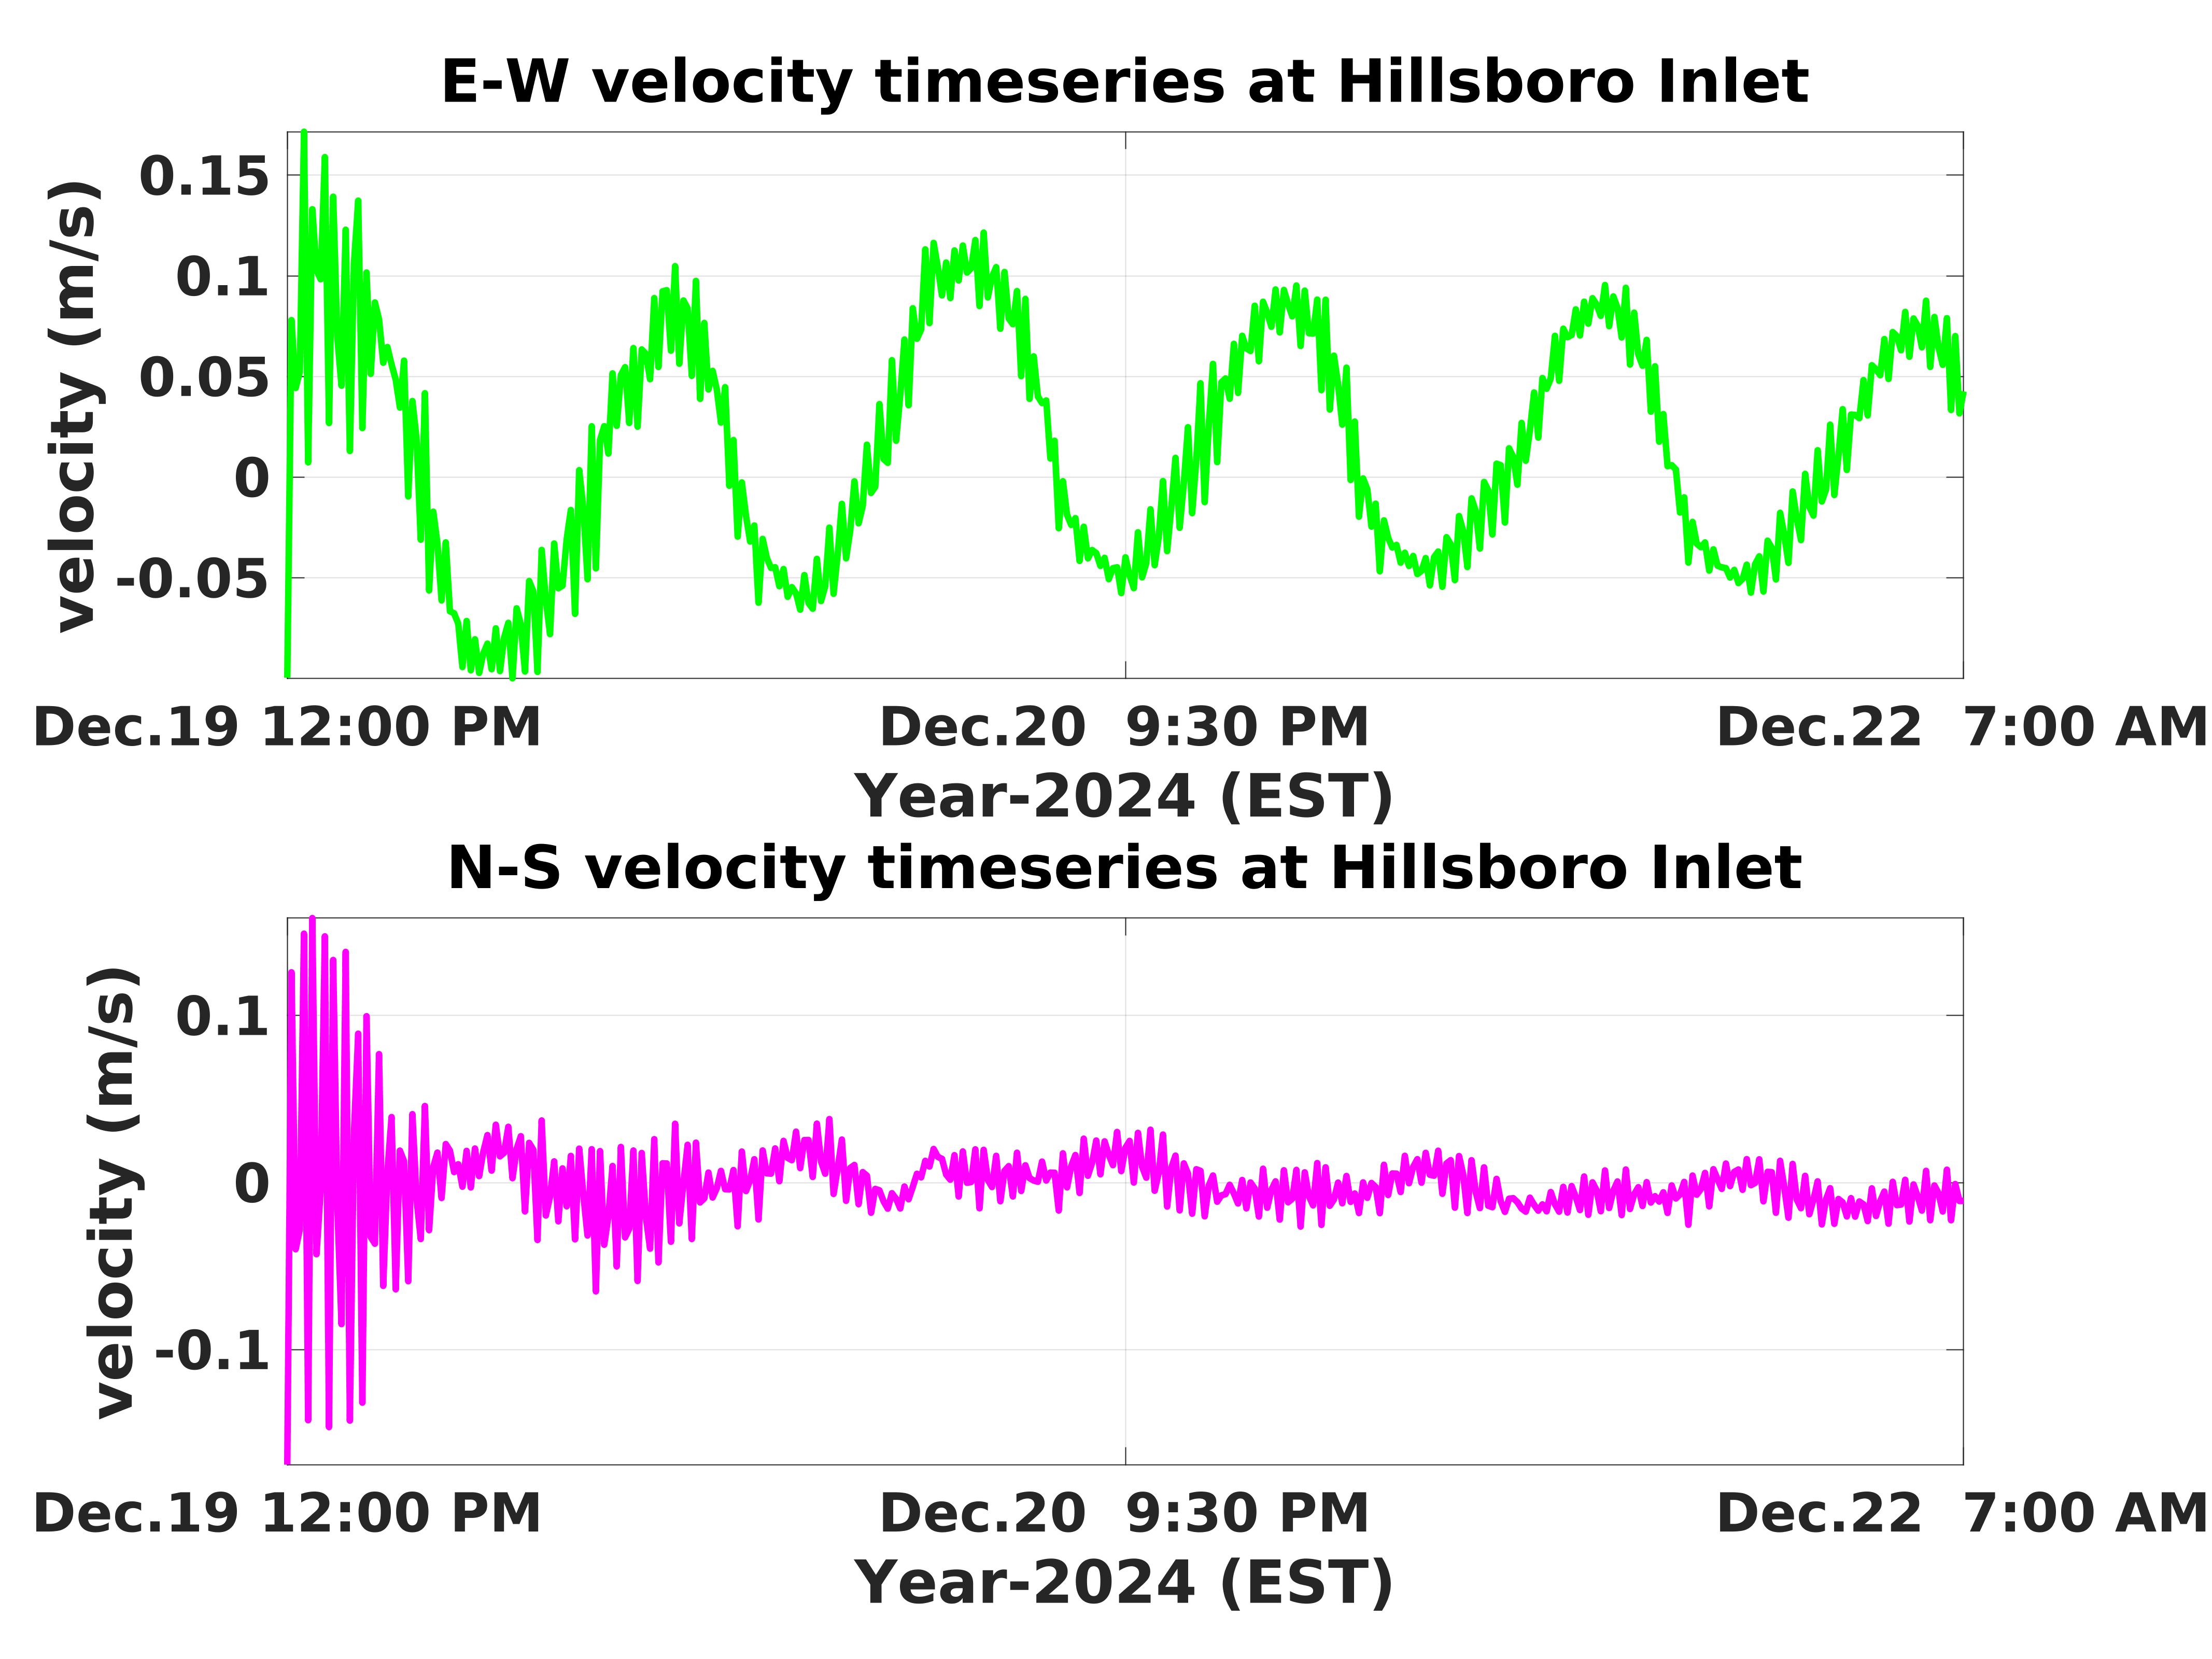 E-W velocity timeseries at Hillsboro Inlet
velocity (m/s)
0.15
0.1
0.05
0
-0.05
Dec.19 12:00 PM Dec.20 9:30 PM Dec.22 7:00 AM
Year-2024 (EST)
N-S velocity timeseries at Hillsboro Inlet
velocity (m/s)
0.1
0
-0.1
Dec.19 12:00 PM Dec.20 9:30 PM Dec.22 7:00 AM
Year-2024 (EST)